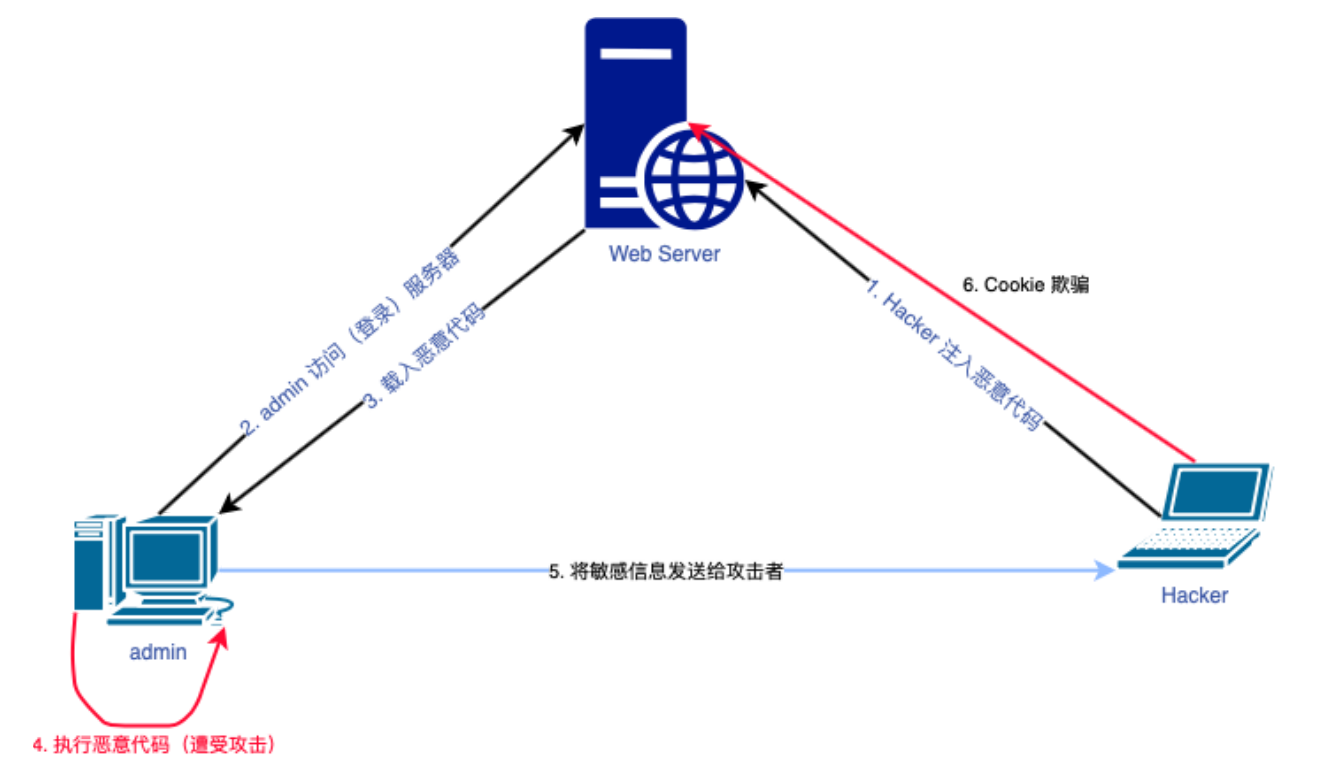 Web Server
6. Cookie 欺骗
1. Hacker 注入恶意代码
2. admin 访问（登录）服务器
3. 载入恶意代码
5. 将敏感信息发送给攻击者
Hacker
admin
4. 执行恶意代码（遭受攻击）